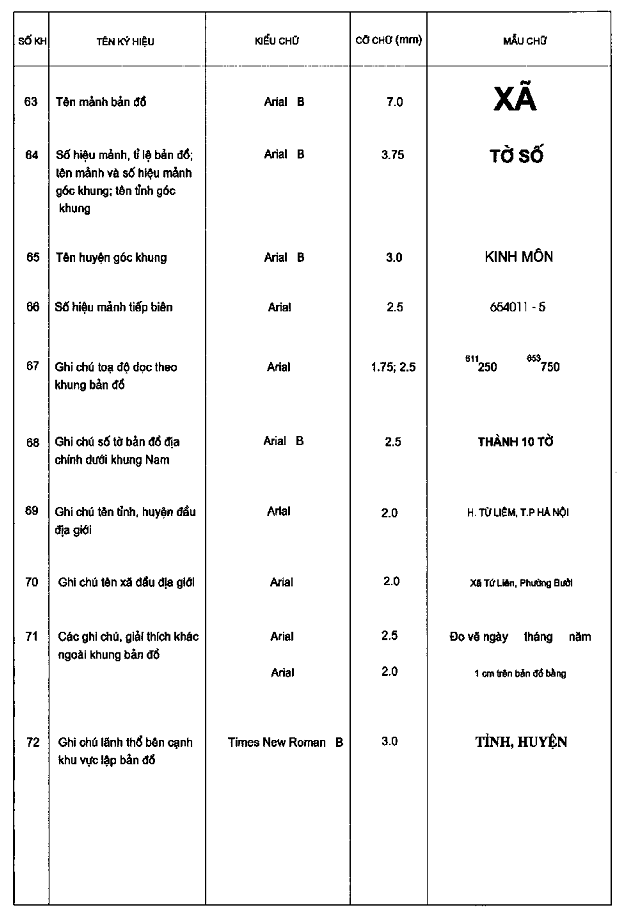 SỐ KH TÊN KÝ HIỆU KIỂU CHỮ CỠ CHỮ (mm) MẪU CHỮ
63 Tên mảnh bản đồ Arial B 7.0 XÃ
64 Số hiệu mảnh, tỉ lệ bản đồ; Arial B 3.75 TỜ SỐ
tên mảnh và số hiệu mảnh
góc khung; tên tỉnh góc
khung
65 Tên huyện góc khung Arial B 3.0 KINH MÔN
66 Số hiệu mảnh tiếp biên Arial 2.5 654011 - 5
67 Ghi chú toạ độ dọc theo Arial 1.75; 2.5 611250 653750
khung bản đồ
68 Ghi chú số tờ bản đồ địa Arial B 2.5 THÀNH 10 TỜ
chính dưới khung Nam
69 Ghi chú tên tỉnh, huyện đầu Arial 2.0 H. TỪ LIÊM, T.P HÀ NỘI
địa giới
70 Ghi chú tên xã đầu địa giới Arial 2.0 Xã Tứ Liên, Phường Bưởi
71 Các ghi chú, giải thích khác Arial 2.5 Đo vẽ ngày tháng năm
ngoài khung bản đồ
Arial 2.0 1 cm trên bản đồ bằng
72 Ghi chú lãnh thổ bên cạnh Times New Roman B 3.0 TỈNH, HUYỆN
khu vực lập bản đồ